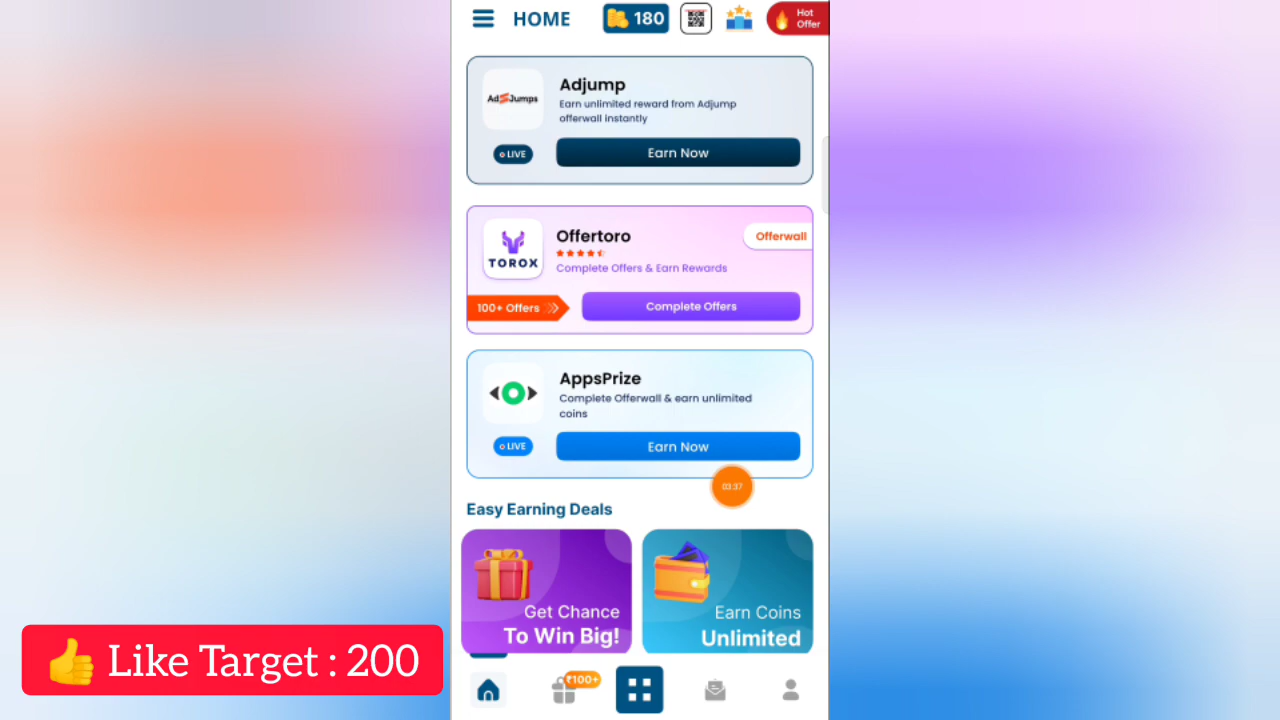 HOME
180
Hot
Offer
AdJumps
Adjump
Earn unlimited reward from Adjump
offerwall instantly
LIVE
Earn Now
TOROX
Offertoro
Offerwall
Complete Offers & Earn Rewards
100+ Offers
Complete Offers
AppsPrize
Complete Offerwall & earn unlimited
coins
LIVE
Earn Now
03:37
Easy Earning Deals
Get Chance
To Win Big!
Earn Coins
Unlimited
👍 Like Target : 200
₹100+